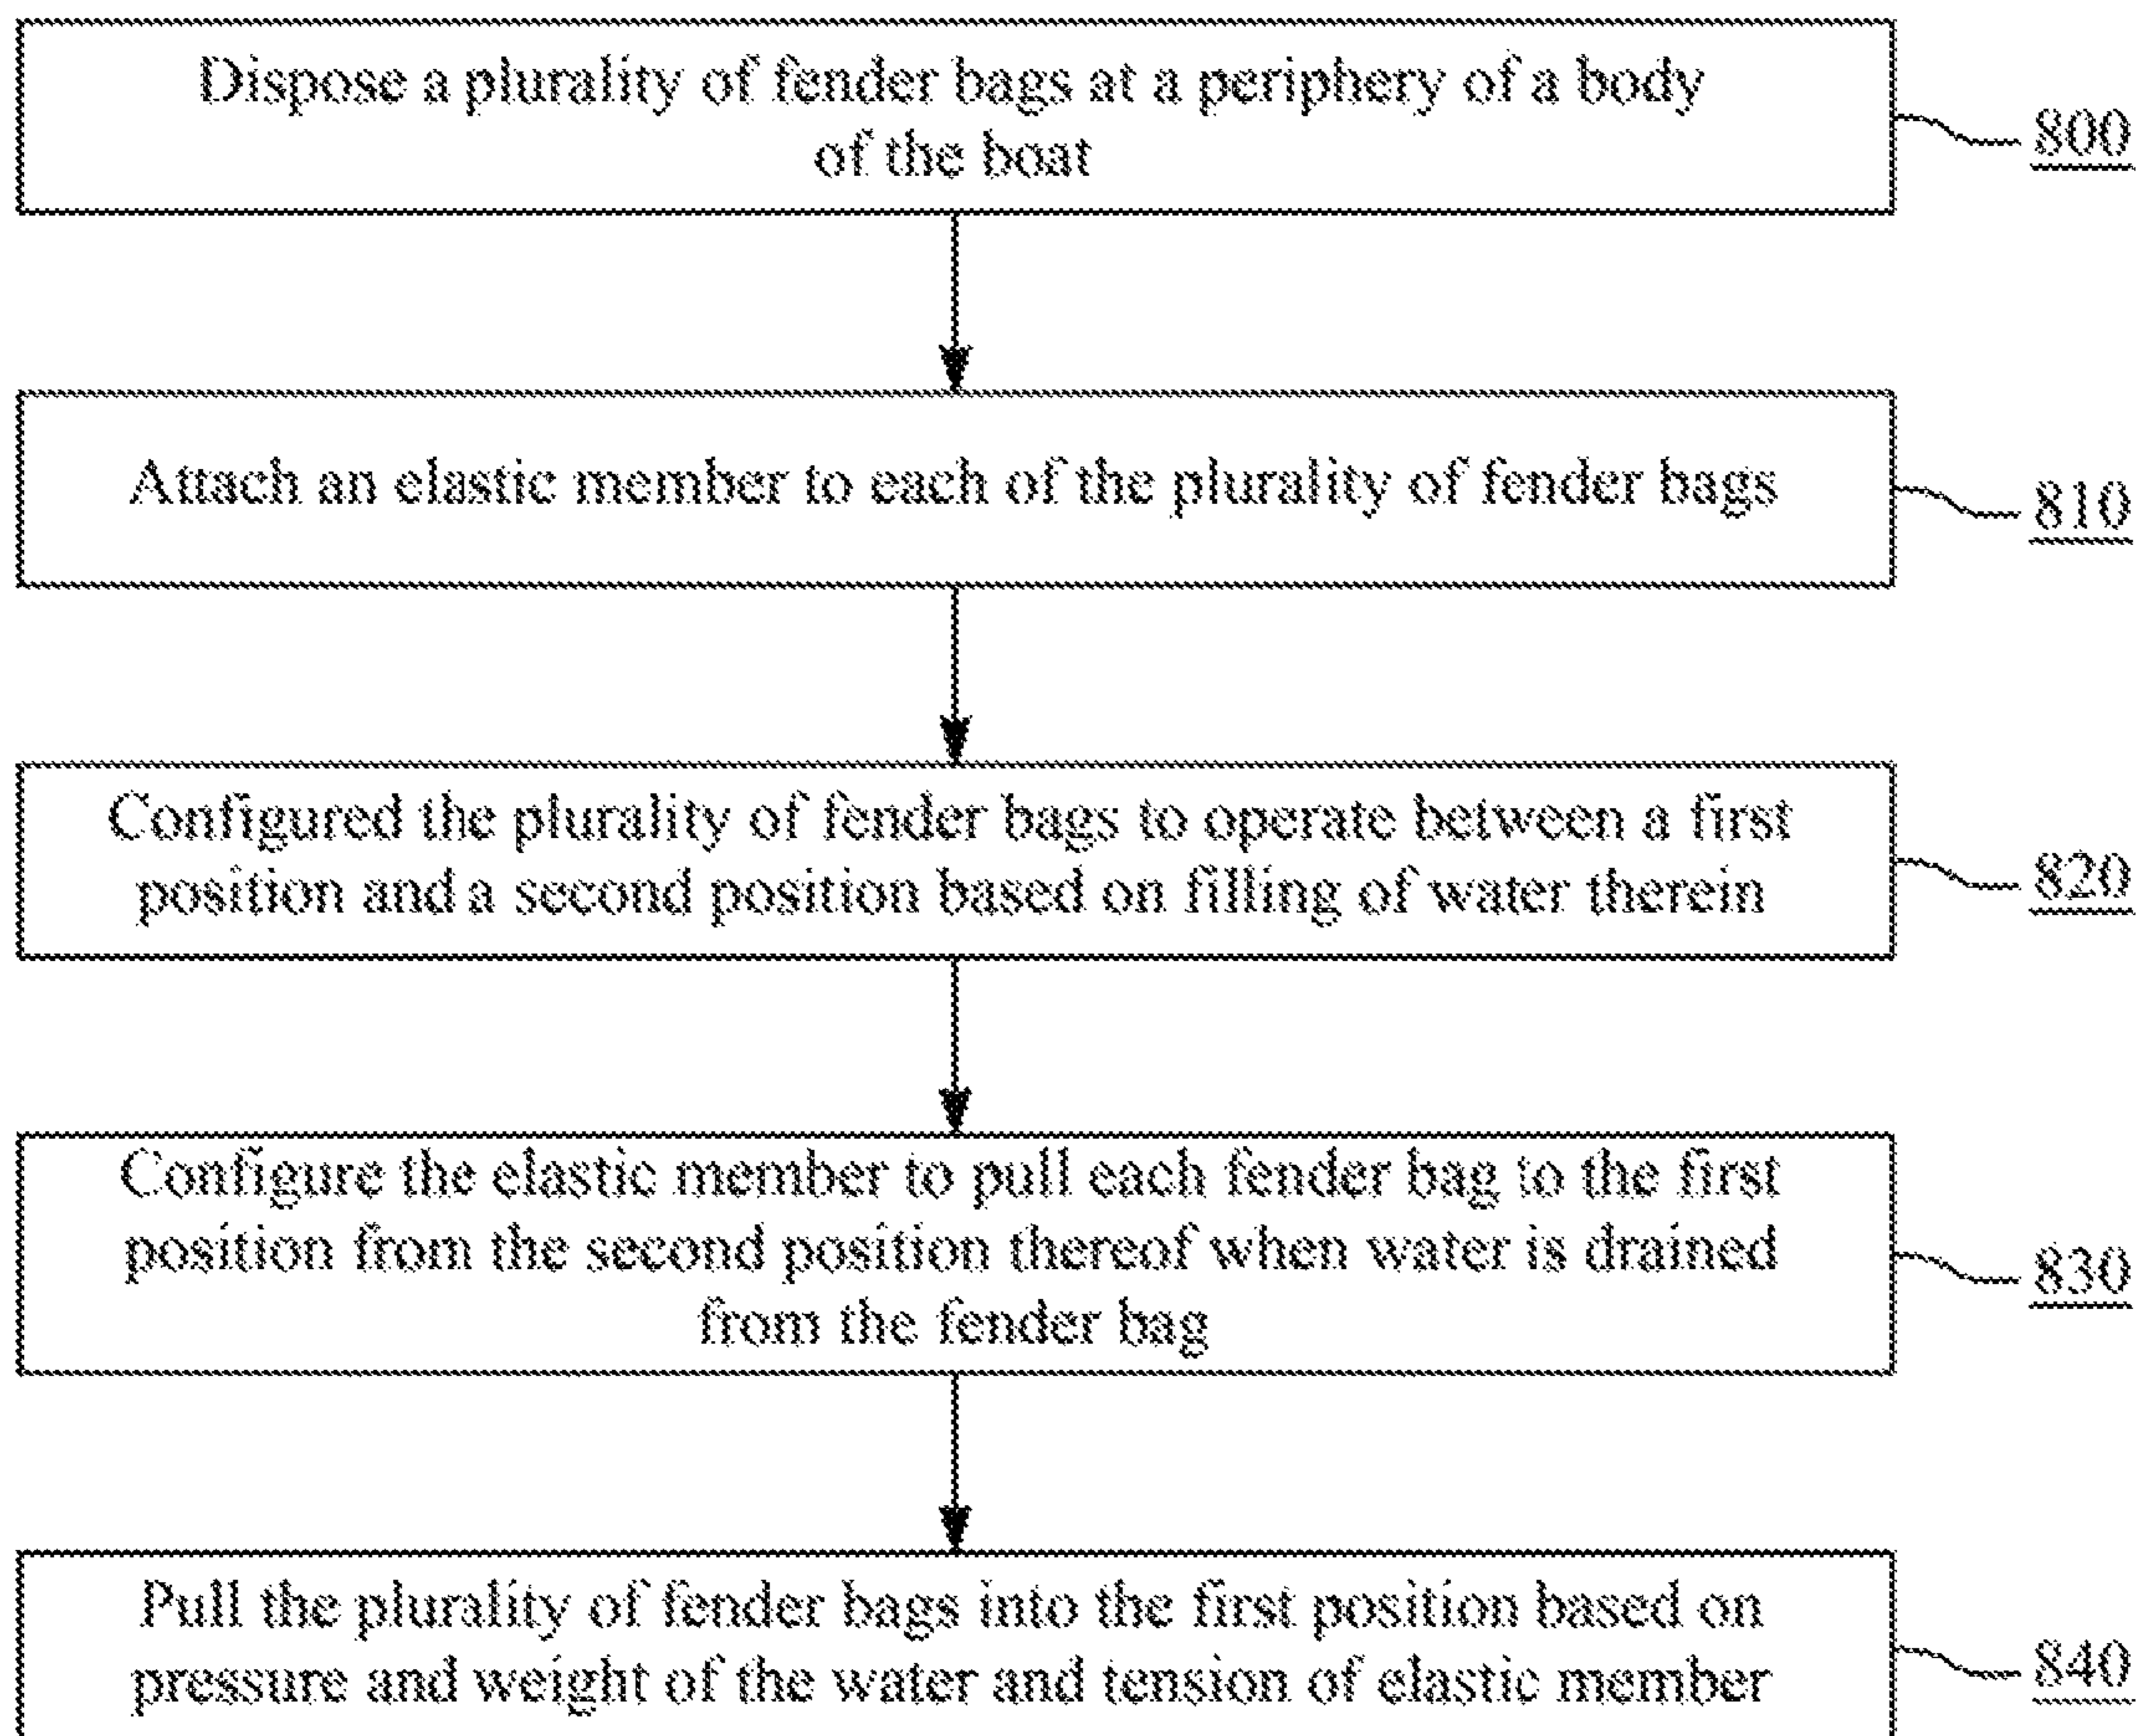 Dispose a plurality of fender bags at a periphery of a body
of the boat
800
Attach an elastic member to each of the plurality of fender bags
810
Configured the plurality of fender bags to operate between a first
position and a second position based on filling of water therein
820
Configure the elastic member to pull each fender bag to the first
position from the second position thereof when water is drained
from the fender bag
830
Pull the plurality of fender bags into the first position based on
pressure and weight of the water and tension of elastic member
840